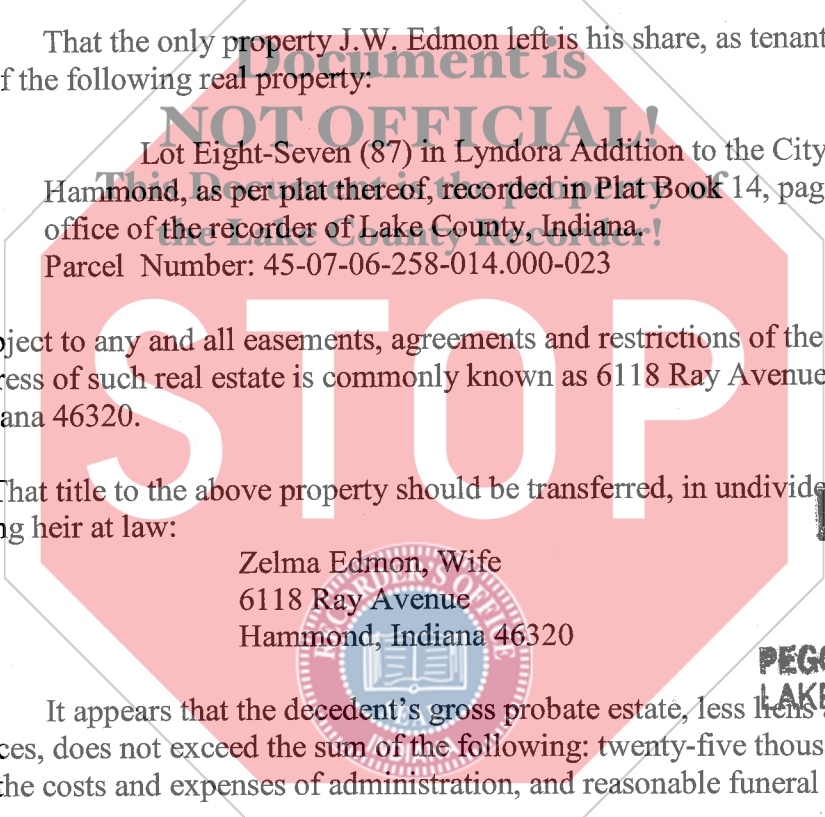 That the only property J.W. Edmon left is his share, as tenant
f the following real property:
Document is
NOT OFFICIAL!
Lot Eight-Seven (87) in Lyndora Addition to the City
This Document is the property of
Hammond, as per plat thereof, recorded in Plat Book 14, pag
office of the recorder of Lake County, Indiana.
the Lake County Recorder!
Parcel Number: 45-07-06-258-014.000-023
STOP
ject to any and all easements, agreements and restrictions of the
ress of such real estate is commonly known as 6118 Ray Avenue
ana 46320.
That title to the above property should be transferred, in undivide
ng heir at law:
Zelma Edmon, Wife
6118 Ray Avenue
Hammond, Indiana 46320
RECORDER'S OFFICE
INDIANA
PEGG
LAKE
It appears that the decedent's gross probate estate, less liens
ces, does not exceed the sum of the following: twenty-five thous
the costs and expenses of administration, and reasonable funeral